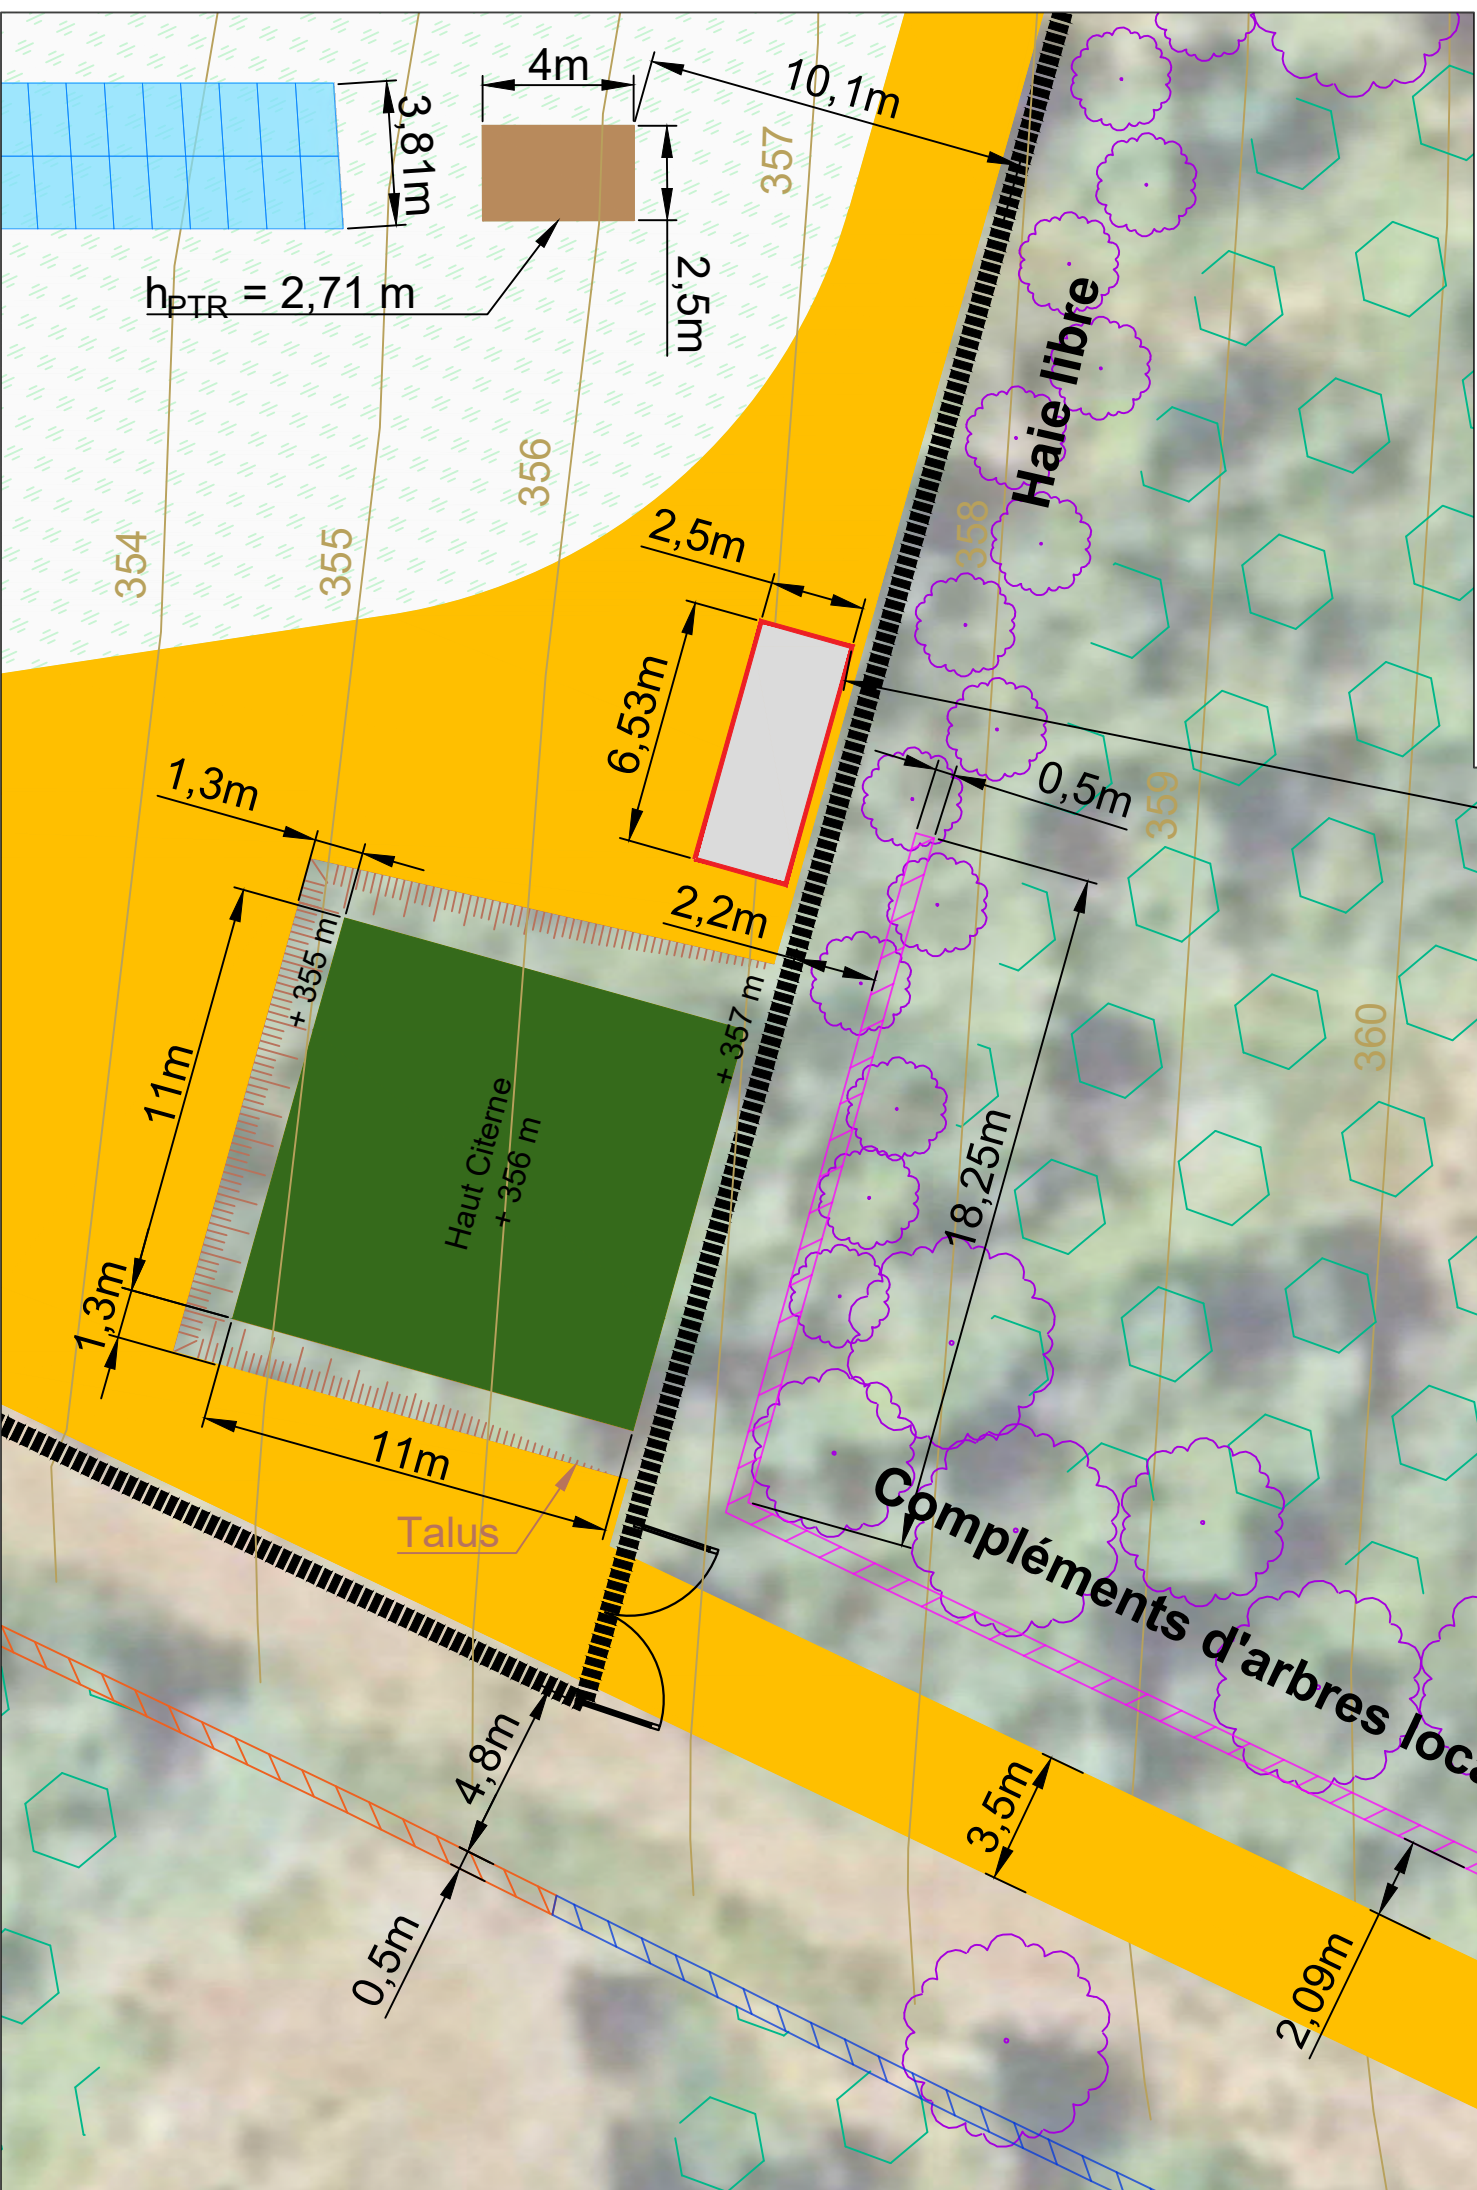 4m
10,1m
3,81m
357
2,5m
hPTR = 2,71 m
Haie libre
356
354
355
358
2,5m
6,53m
1,3m
0,5m
359
2,2m
+ 355 m
+ 357 m
360
11m
Haut Citerne
+ 356 m
18,25m
1,3m
11m
Talus
Compléments d'arbres loca
4,8m
3,5m
0,5m
2,09m